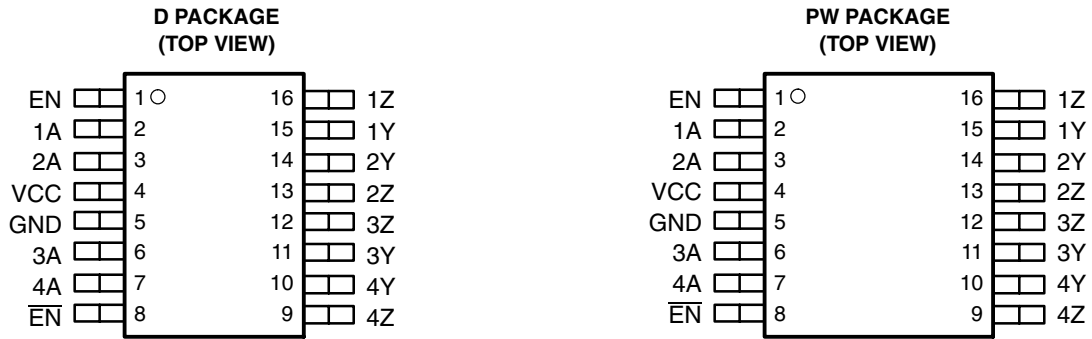 D PACKAGE
(TOP VIEW)
EN 1 16 1Z
1A 2 15 1Y
2A 3 14 2Y
VCC 4 13 2Z
GND 5 12 3Z
3A 6 11 3Y
4A 7 10 4Y
E̅N̅ 8 9 4Z
PW PACKAGE
(TOP VIEW)
EN 1 16 1Z
1A 2 15 1Y
2A 3 14 2Y
VCC 4 13 2Z
GND 5 12 3Z
3A 6 11 3Y
4A 7 10 4Y
E̅N̅ 8 9 4Z